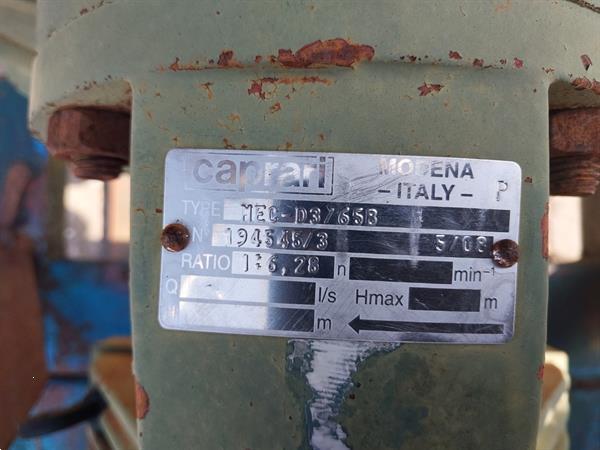 caprari MODENA
- ITALY - P
TYPE MEC-D3/65B
N° 194545/3 5/08
RATIO 1÷6,28 n min⁻¹
Q l/s Hmax m
H m